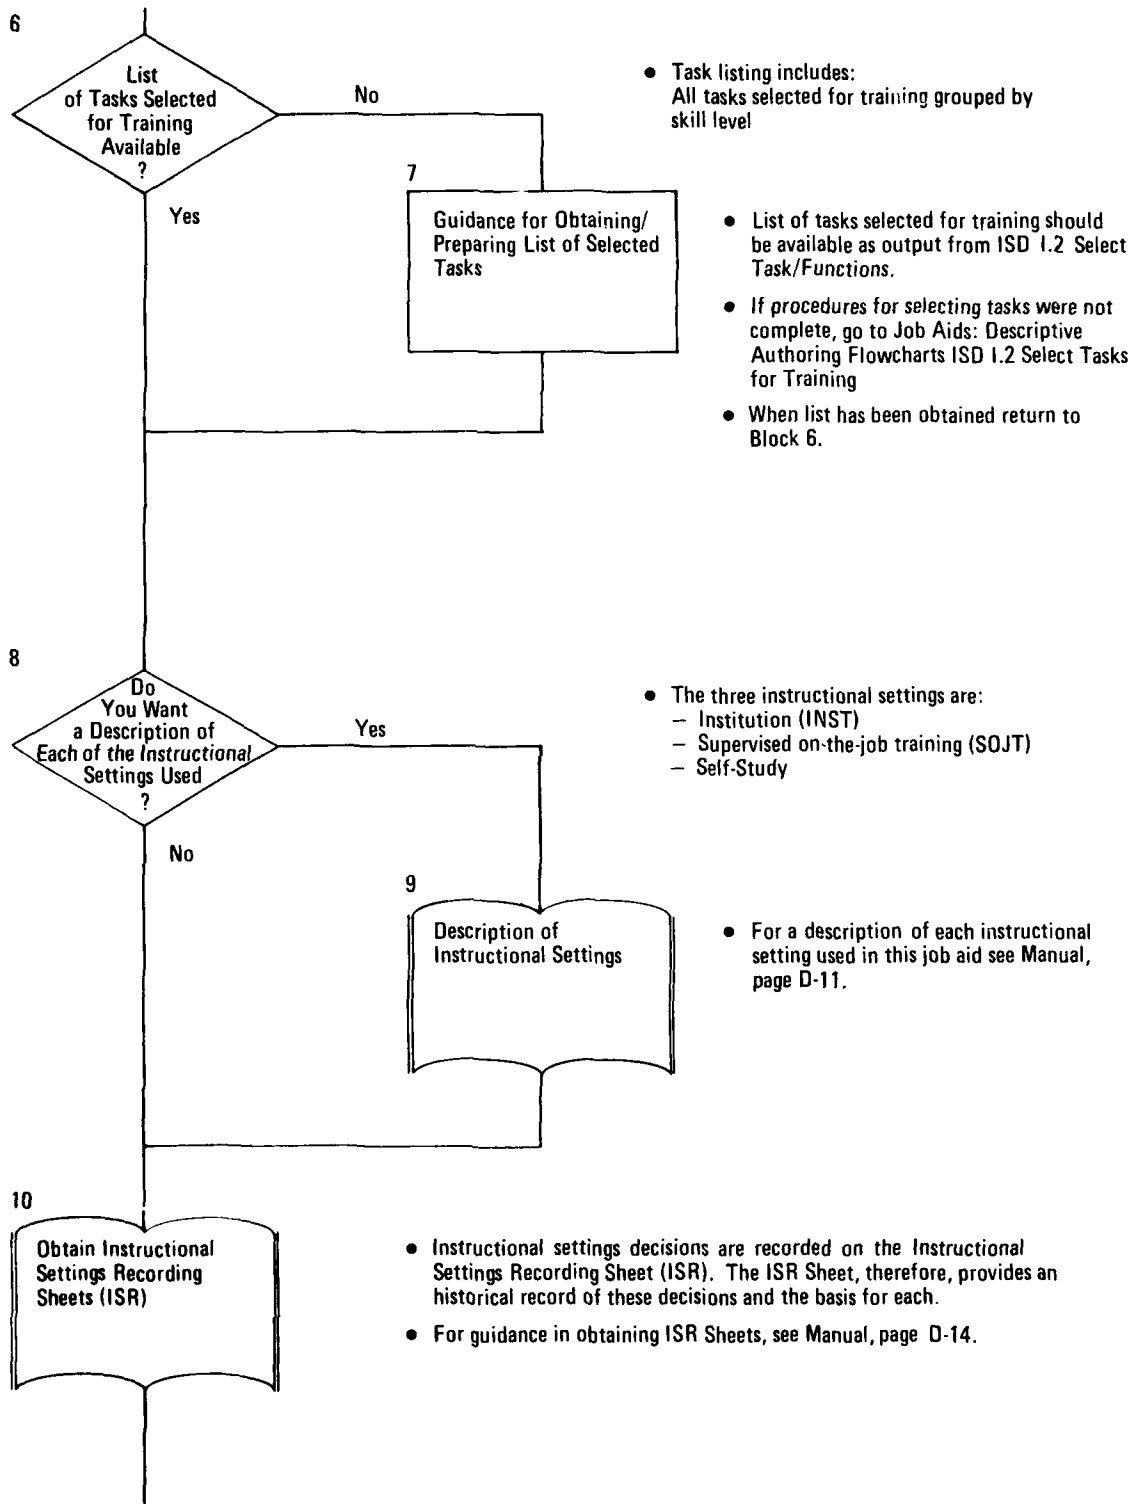 6
List
of Tasks Selected
for Training
Available
?
No
Yes
● Task listing includes:
All tasks selected for training grouped by
skill level
7
Guidance for Obtaining/
Preparing List of Selected
Tasks
● List of tasks selected for training should
be available as output from ISD I.2 Select
Task/Functions.
● If procedures for selecting tasks were not
complete, go to Job Aids: Descriptive
Authoring Flowcharts ISD I.2 Select Tasks
for Training
● When list has been obtained return to
Block 6.
8
Do
You Want
a Description of
Each of the Instructional
Settings Used
?
Yes
No
● The three instructional settings are:
– Institution (INST)
– Supervised on-the-job training (SOJT)
– Self-Study
9
Description of
Instructional Settings
● For a description of each instructional
setting used in this job aid see Manual,
page D-11.
10
Obtain Instructional
Settings Recording
Sheets (ISR)
● Instructional settings decisions are recorded on the Instructional
Settings Recording Sheet (ISR). The ISR Sheet, therefore, provides an
historical record of these decisions and the basis for each.
● For guidance in obtaining ISR Sheets, see Manual, page D-14.